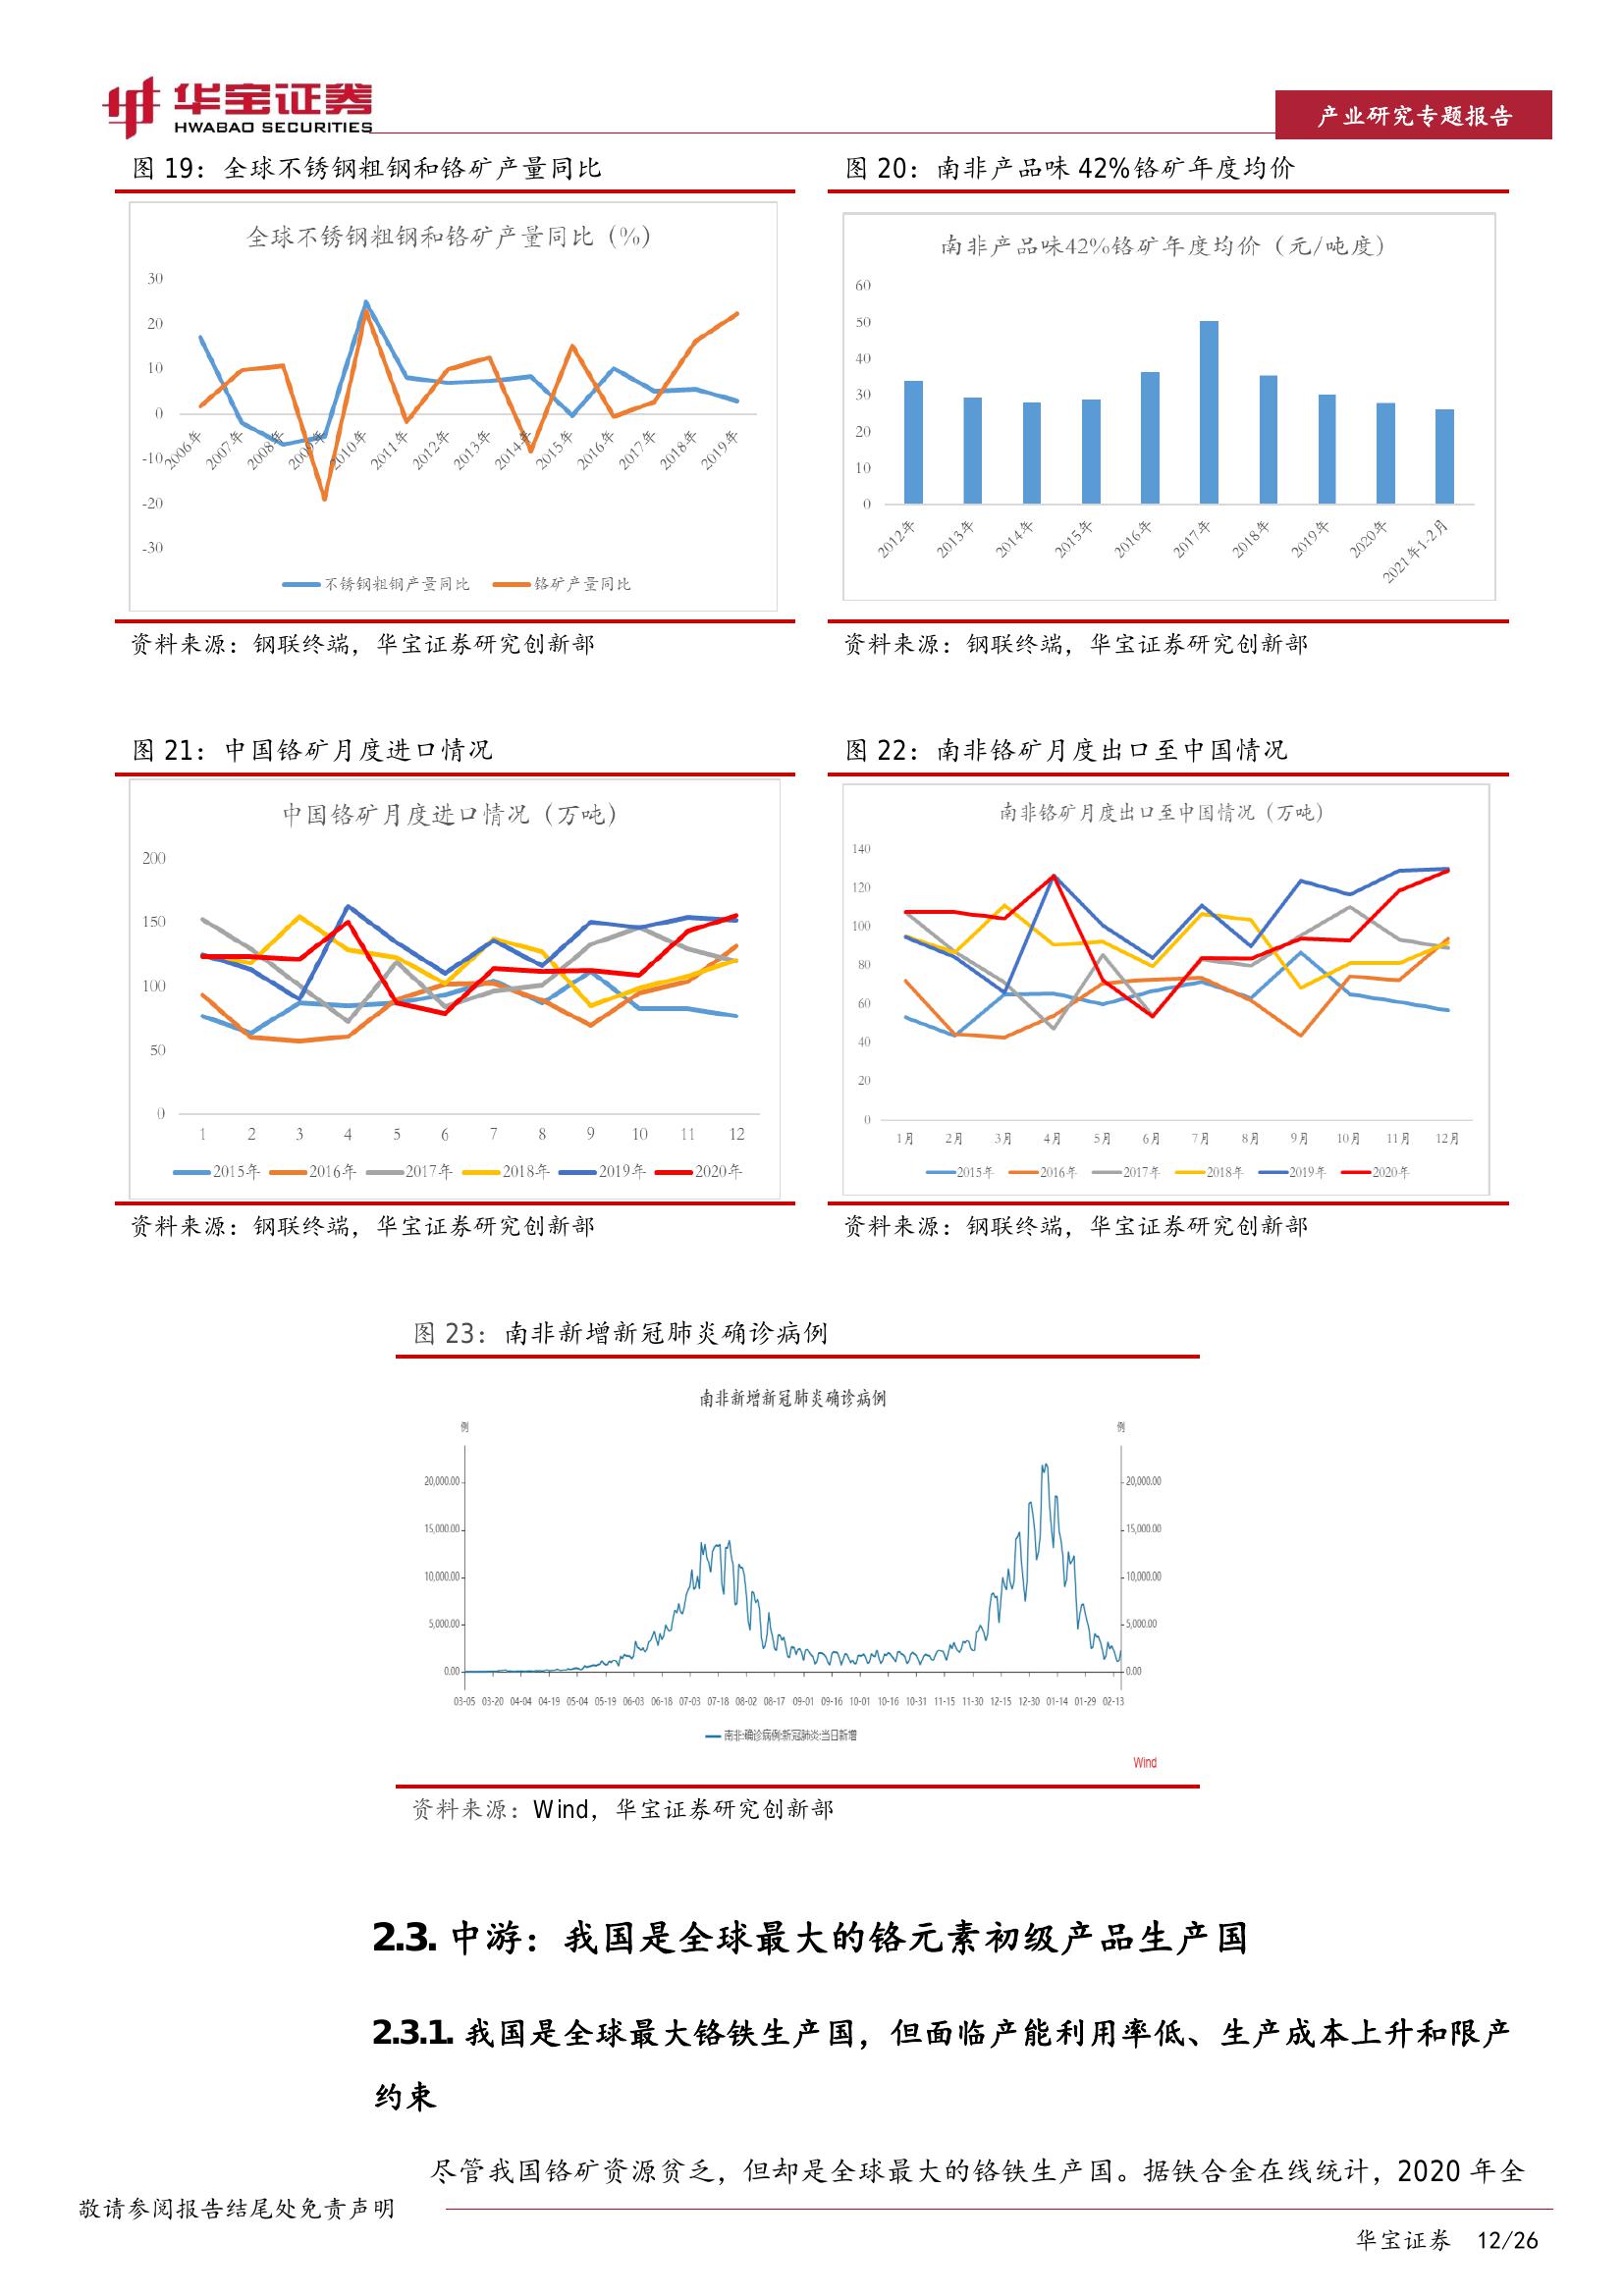 华宝证券
HWABAO SECURITIES
产业研究专题报告
图 19：全球不锈钢粗钢和铬矿产量同比
全球不锈钢粗钢和铬矿产量同比（%）
30
20
10
0
-10
-20
-30
2006年 2007年 2008年 2009年 2010年 2011年 2012年 2013年 2014年 2015年 2016年 2017年 2018年 2019年
不锈钢粗钢产量同比 铬矿产量同比
资料来源：钢联终端，华宝证券研究创新部
图 20：南非产品味 42%铬矿年度均价
南非产品味42%铬矿年度均价（元/吨度）
60
50
40
30
20
10
0
2012年 2013年 2014年 2015年 2016年 2017年 2018年 2019年 2020年 2021年1-2月
资料来源：钢联终端，华宝证券研究创新部
图 21：中国铬矿月度进口情况
中国铬矿月度进口情况（万吨）
200
150
100
50
0
1 2 3 4 5 6 7 8 9 10 11 12
2015年 2016年 2017年 2018年 2019年 2020年
资料来源：钢联终端，华宝证券研究创新部
图 22：南非铬矿月度出口至中国情况
南非铬矿月度出口至中国情况（万吨）
140
120
100
80
60
40
20
0
1月 2月 3月 4月 5月 6月 7月 8月 9月 10月 11月 12月
2015年 2016年 2017年 2018年 2019年 2020年
资料来源：钢联终端，华宝证券研究创新部
图 23：南非新增新冠肺炎确诊病例
南非新增新冠肺炎确诊病例
例 例
20,000.00 20,000.00
15,000.00 15,000.00
10,000.00 10,000.00
5,000.00 5,000.00
0.00 0.00
03-05 03-20 04-04 04-19 05-04 05-19 06-03 06-18 07-03 07-18 08-02 08-17 09-01 09-16 10-01 10-16 10-31 11-15 11-30 12-15 12-30 01-14 01-29 02-13
南非:确诊病例:新冠肺炎:当日新增
Wind
资料来源：Wind，华宝证券研究创新部
2.3. 中游：我国是全球最大的铬元素初级产品生产国
2.3.1. 我国是全球最大铬铁生产国，但面临产能利用率低、生产成本上升和限产
约束
尽管我国铬矿资源贫乏，但却是全球最大的铬铁生产国。据铁合金在线统计，2020 年全
敬请参阅报告结尾处免责声明
华宝证券 12/26